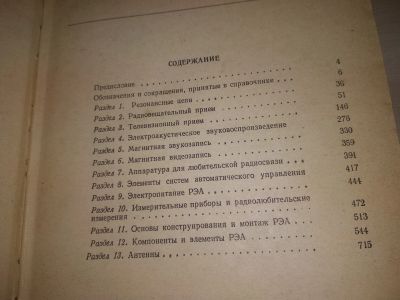 СОДЕРЖАНИЕ
Предисловие 4
Обозначения и сокращения, принятые в справочнике 6
Раздел 1. Резонансные цепи 36
Раздел 2. Радиовещательный прием 51
Раздел 3. Телевизионный прием 146
Раздел 4. Электроакустическое звуковоспроизведение 276
Раздел 5. Магнитная звукозапись 330
Раздел 6. Магнитная видеозапись 359
Раздел 7. Аппаратура для любительской радиосвязи 391
Раздел 8. Элементы систем автоматического управления 417
Раздел 9. Электропитание РЭА 444
Раздел 10. Измерительные приборы и радиолюбительские
измерения 472
Раздел 11. Основы конструирования и монтаж РЭА 513
Раздел 12. Компоненты и элементы РЭА 544
Раздел 13. Антенны 715